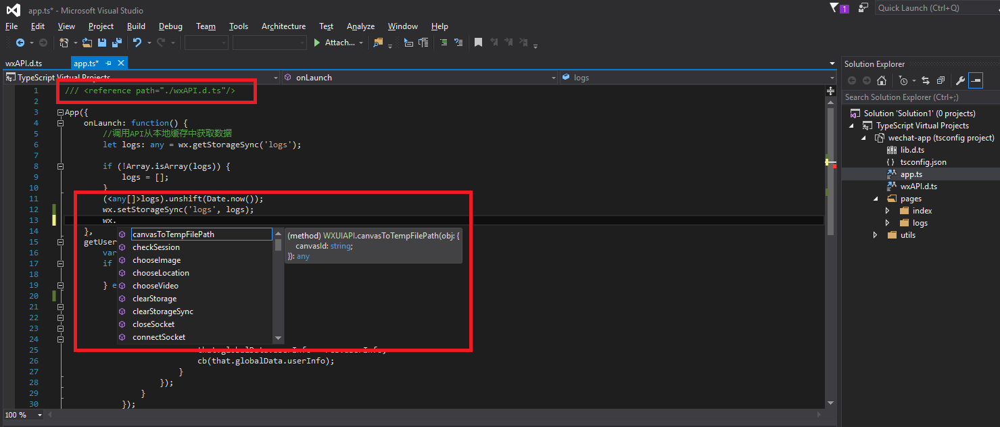 app.ts* - Microsoft Visual Studio
1
Quick Launch (Ctrl+Q)
File Edit View Project Build Debug Team Tools Architecture Test Analyze Window Help
Attach...
wxAPI.d.ts
app.ts*
TypeScript Virtual Projects
onLaunch
logs
1 /// <reference path="./wxAPI.d.ts"/>
2
3 App({
4 onLaunch: function() {
5 //调用API从本地缓存中获取数据
6 let logs: any = wx.getStorageSync('logs');
7
8 if (!Array.isArray(logs)) {
9 logs = [];
10 }
11 (<any[]>logs).unshift(Date.now());
12 wx.setStorageSync('logs', logs);
13 wx.
14 },
15 getUser
16 var
17 if
18
19 } e
20
21
22
23
24
25 that.globalData.userInfo = res.userInfo;
26 cb(that.globalData.userInfo);
27 }
28 });
29 }
30 });
canvasToTempFilePath
checkSession
chooseImage
chooseLocation
chooseVideo
clearStorage
clearStorageSync
closeSocket
connectSocket
(method) WXUIAPI.canvasToTempFilePath(obj: {
canvasId: string;
}): any
100 %
Solution Explorer
Search Solution Explorer (Ctrl+;)
Solution 'Solution1' (0 projects)
TypeScript Virtual Projects
wechat-app (tsconfig project)
lib.d.ts
tsconfig.json
app.ts
wxAPI.d.ts
pages
index
logs
utils